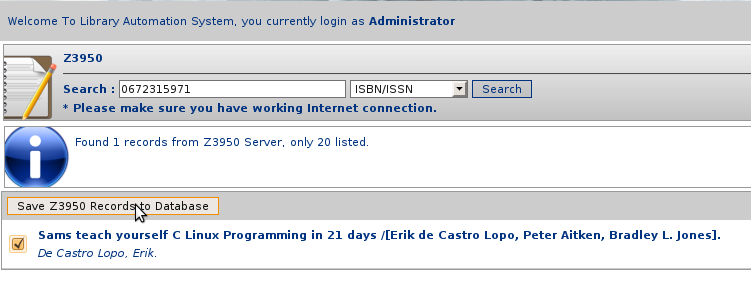 Welcome To Library Automation System, you currently login as Administrator
Z3950
Search : 0672315971 ISBN/ISSN Search
* Please make sure you have working Internet connection.
Found 1 records from Z3950 Server, only 20 listed.
Save Z3950 Records to Database
Sams teach yourself C Linux Programming in 21 days /[Erik de Castro Lopo, Peter Aitken, Bradley L. Jones].
De Castro Lopo, Erik.